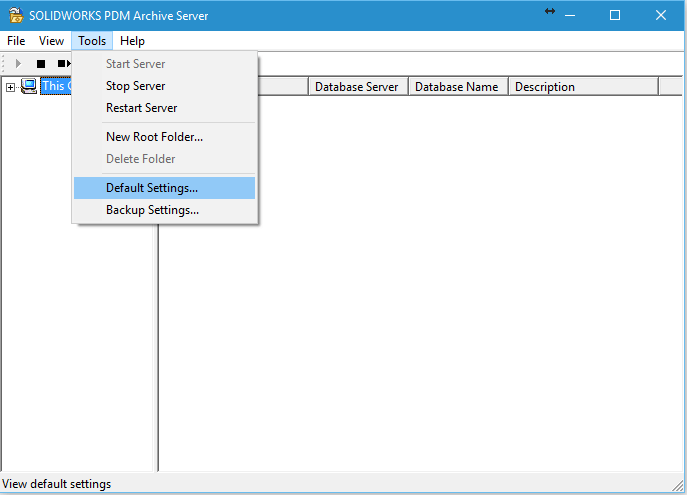 SOLIDWORKS PDM Archive Server
File View Tools Help
Start Server
Stop Server
Restart Server
New Root Folder...
Delete Folder
Default Settings...
Backup Settings...
This
Database Server Database Name Description
View default settings